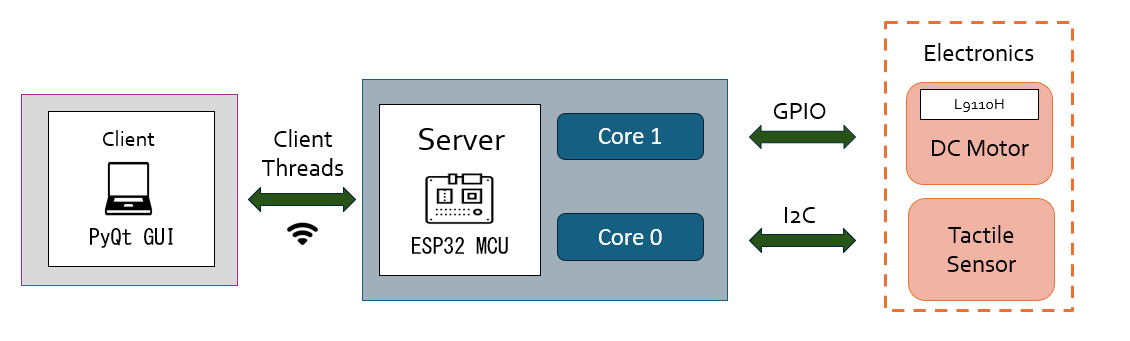 Client
PyQt GUI
Client
Threads
Server
ESP32 MCU
Core 1
Core 0
GPIO
I2C
Electronics
L9110H
DC Motor
Tactile
Sensor